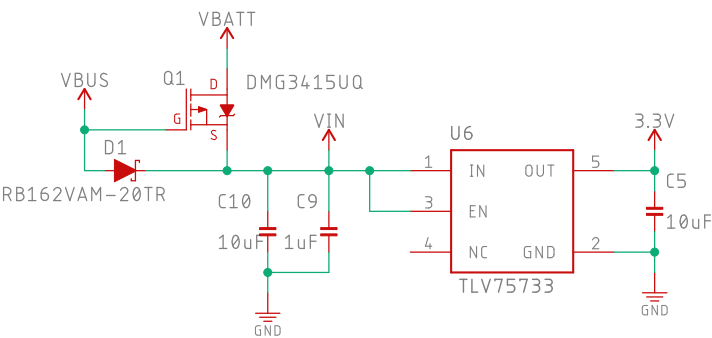 VBATT
Q1
D
DMG3415UQ
VBUS
G
S
VIN
3.3V
U6
D1
1
IN
OUT
5
RB162VAM-20TR
C10
C9
3
EN
C5
10uF
10uF
1uF
4
NC
GND
2
TLV75733
GND
GND